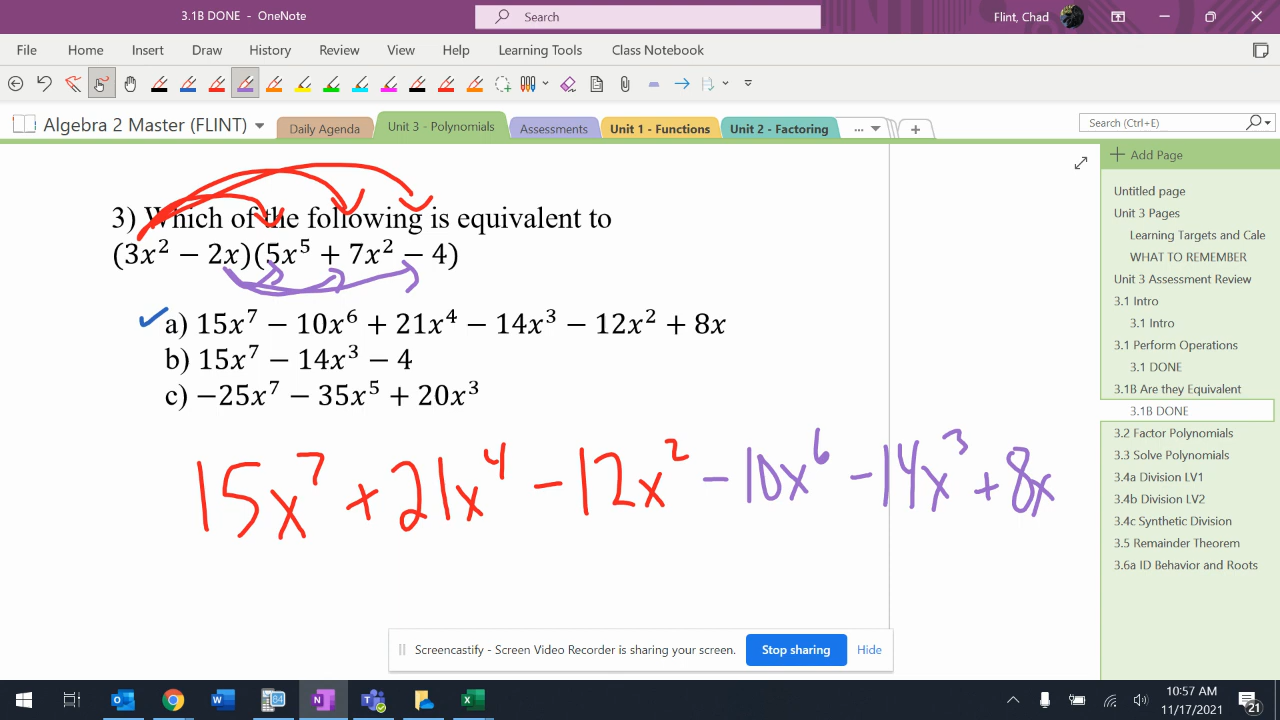 3.1B DONE - OneNote
Search
Flint, Chad
File Home Insert Draw History Review View Help Learning Tools Class Notebook
Algebra 2 Master (FLINT)
Daily Agenda
Unit 3 - Polynomials
Assessments
Unit 1 - Functions
Unit 2 - Factoring
...
Search (Ctrl+E)
Add Page
Untitled page
Unit 3 Pages
Learning Targets and Cale
WHAT TO REMEMBER
Unit 3 Assessment Review
3.1 Intro
3.1 Intro
3.1 Perform Operations
3.1 DONE
3.1B Are they Equivalent
3.1B DONE
3.2 Factor Polynomials
3.3 Solve Polynomials
3.4a Division LV1
3.4b Division LV2
3.4c Synthetic Division
3.5 Remainder Theorem
3.6a ID Behavior and Roots
3) Which of the following is equivalent to
(3x² − 2x)(5x⁵ + 7x² − 4)
a) 15x⁷ − 10x⁶ + 21x⁴ − 14x³ − 12x² + 8x
b) 15x⁷ − 14x³ − 4
c) −25x⁷ − 35x⁵ + 20x³
15x⁷ + 21x⁴ − 12x² − 10x⁶ − 14x³ + 8x
Screencastify - Screen Video Recorder is sharing your screen.
Stop sharing
Hide
10:57 AM
11/17/2021
21